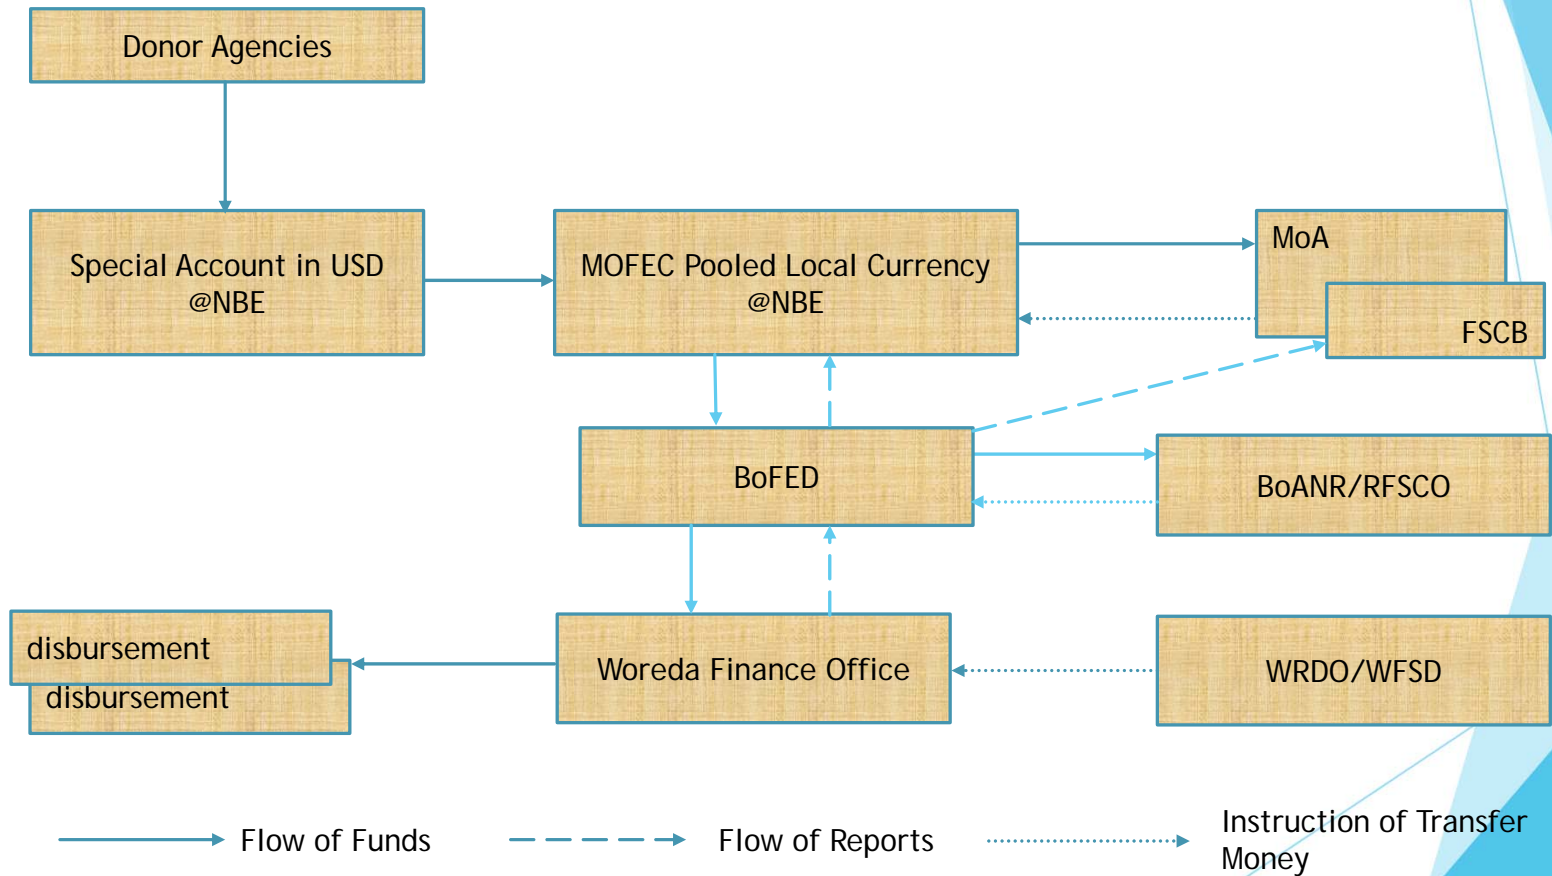 Donor Agencies
Special Account in USD
@NBE
MOFEC Pooled Local Currency
@NBE
MoA
FSCB
BoFED
BoANR/RFSCO
disbursement
disbursement
Woreda Finance Office
WRDO/WFSD
Flow of Funds
Flow of Reports
Instruction of Transfer
Money